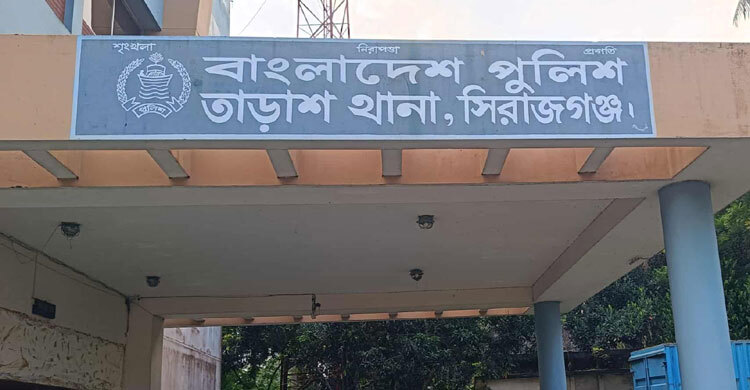 শৃংখলা নিরাপত্তা প্রগতি
বাংলাদেশ পুলিশ
তাড়াশ থানা, সিরাজগঞ্জ।
পুলিশ